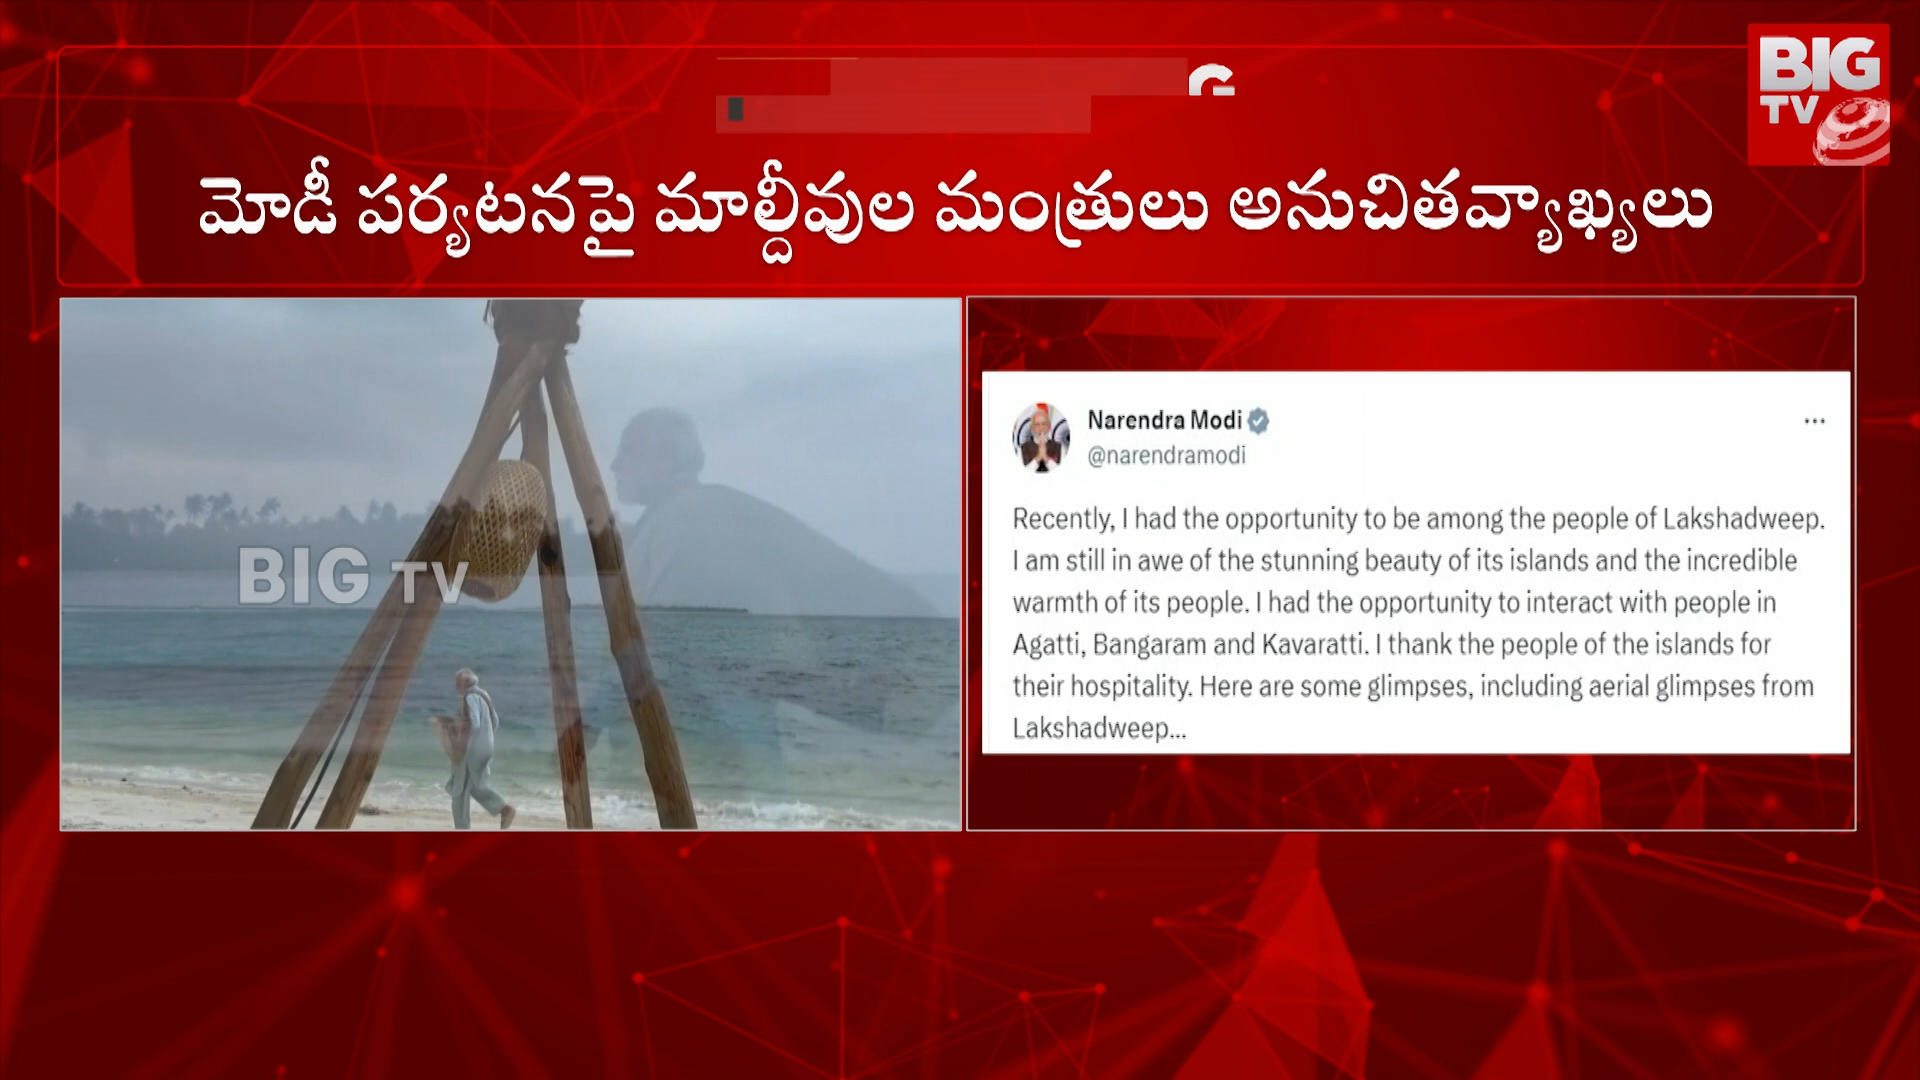 BIG
TV
మోడీ పర్యటనపై మాల్దీవుల మంత్రులు అనుచితవ్యాఖ్యలు
BIG TV
Narendra Modi
@narendramodi
Recently, I had the opportunity to be among the people of Lakshadweep.
I am still in awe of the stunning beauty of its islands and the incredible
warmth of its people. I had the opportunity to interact with people in
Agatti, Bangaram and Kavaratti. I thank the people of the islands for
their hospitality. Here are some glimpses, including aerial glimpses from
Lakshadweep...